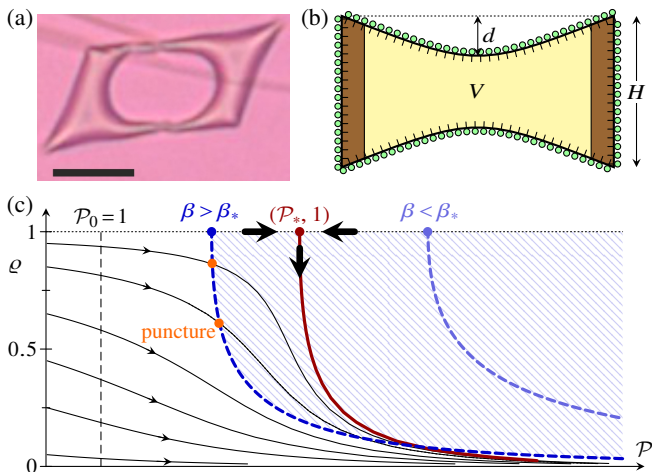 (a)
(b)
d
V
H
(c)
𝒫₀ = 1
β > β*
(𝒫*, 1)
β < β*
1
ϱ
puncture
0.5
0
𝒫